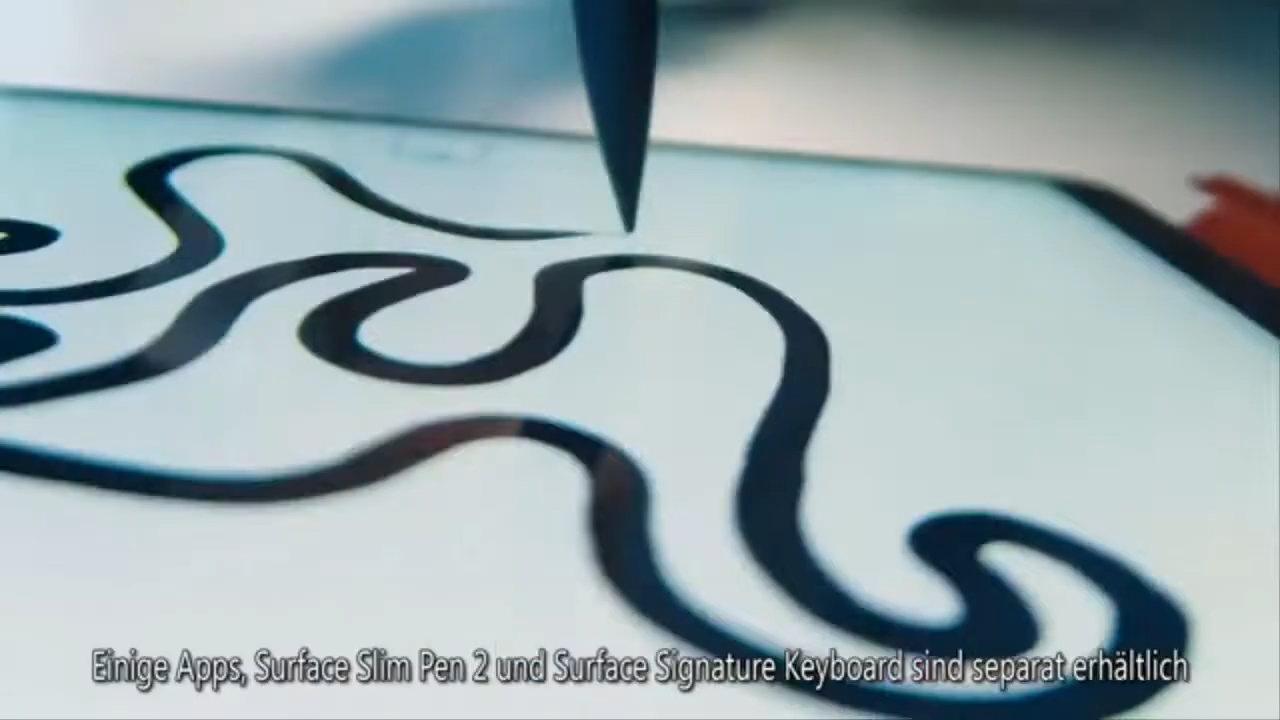 Einige Apps, Surface Slim Pen 2 und Surface Signature Keyboard sind separat erhältlich